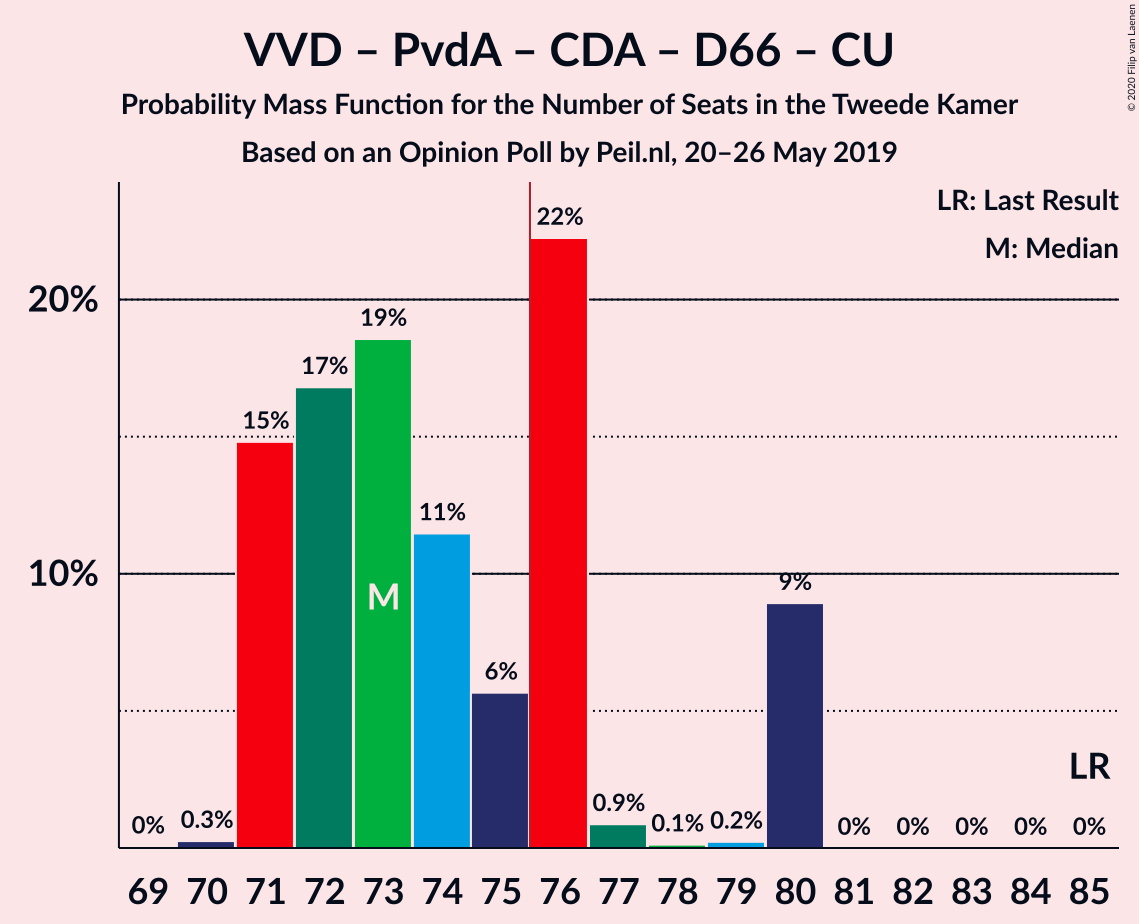 © 2020 Filip van Laenen
VVD – PvdA – CDA – D66 – CU
Probability Mass Function for the Number of Seats in the Tweede Kamer
Based on an Opinion Poll by Peil.nl, 20–26 May 2019
LR: Last Result
M: Median
22%
20%
19%
17%
15%
11%
10%
9%
M
6%
LR
0% 0.3% 0.9% 0.1% 0.2% 0% 0% 0% 0% 0%
69 70 71 72 73 74 75 76 77 78 79 80 81 82 83 84 85